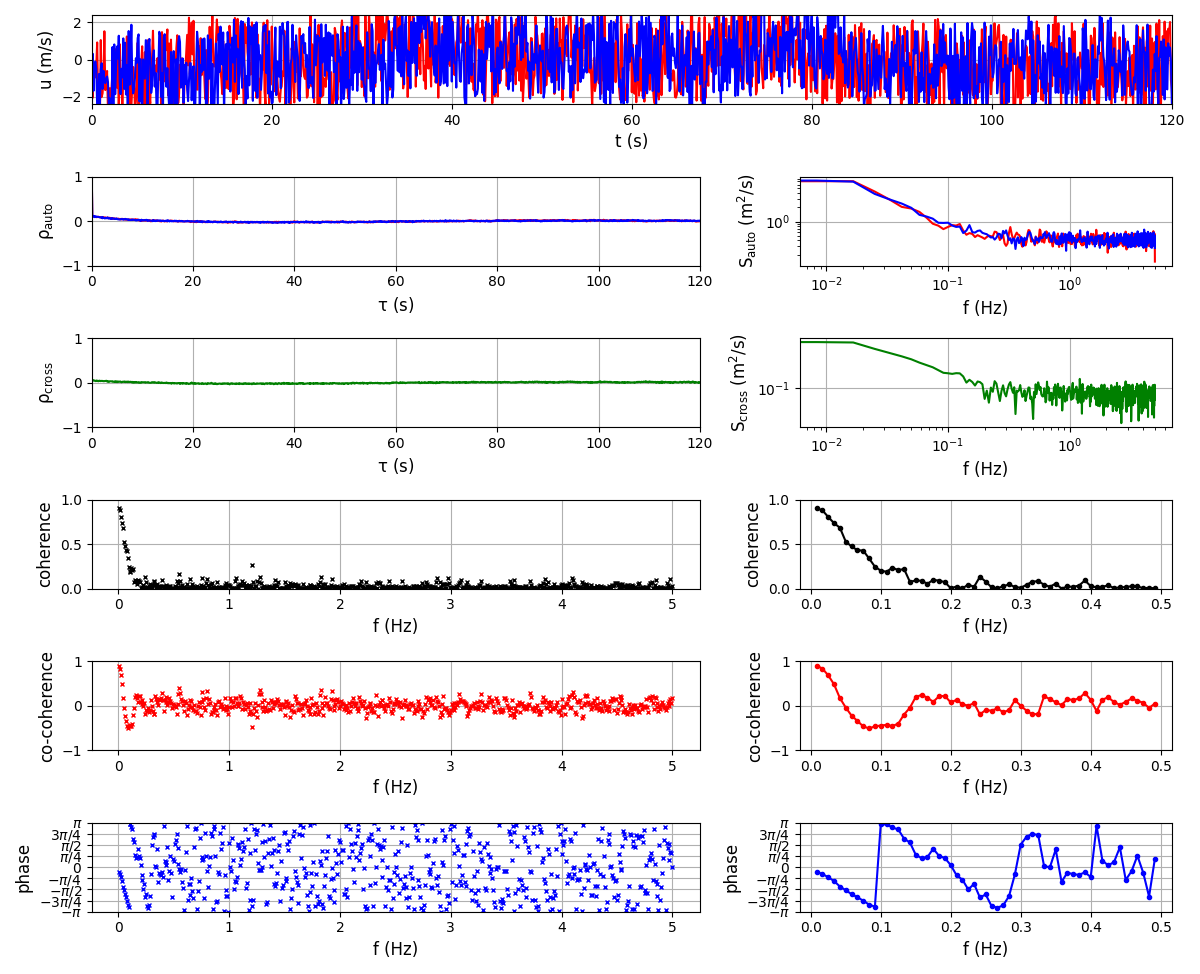 u (m/s)
2
0
−2
0 20 40 60 80 100 120
t (s)
ρauto
1
0
−1
0 20 40 60 80 100 120
τ (s)
Sauto (m²/s)
10⁰
10⁻² 10⁻¹ 10⁰
f (Hz)
ρcross
1
0
−1
0 20 40 60 80 100 120
τ (s)
Scross (m²/s)
10⁻¹
10⁻² 10⁻¹ 10⁰
f (Hz)
coherence
1.0
0.5
0.0
0 1 2 3 4 5
f (Hz)
coherence
1.0
0.5
0.0
0.0 0.1 0.2 0.3 0.4 0.5
f (Hz)
co-coherence
1
0
−1
0 1 2 3 4 5
f (Hz)
co-coherence
1
0
−1
0.0 0.1 0.2 0.3 0.4 0.5
f (Hz)
phase
π
3π/4
π/2
π/4
0
−π/4
−π/2
−3π/4
−π
0 1 2 3 4 5
f (Hz)
phase
π
3π/4
π/2
π/4
0
−π/4
−π/2
−3π/4
−π
0.0 0.1 0.2 0.3 0.4 0.5
f (Hz)